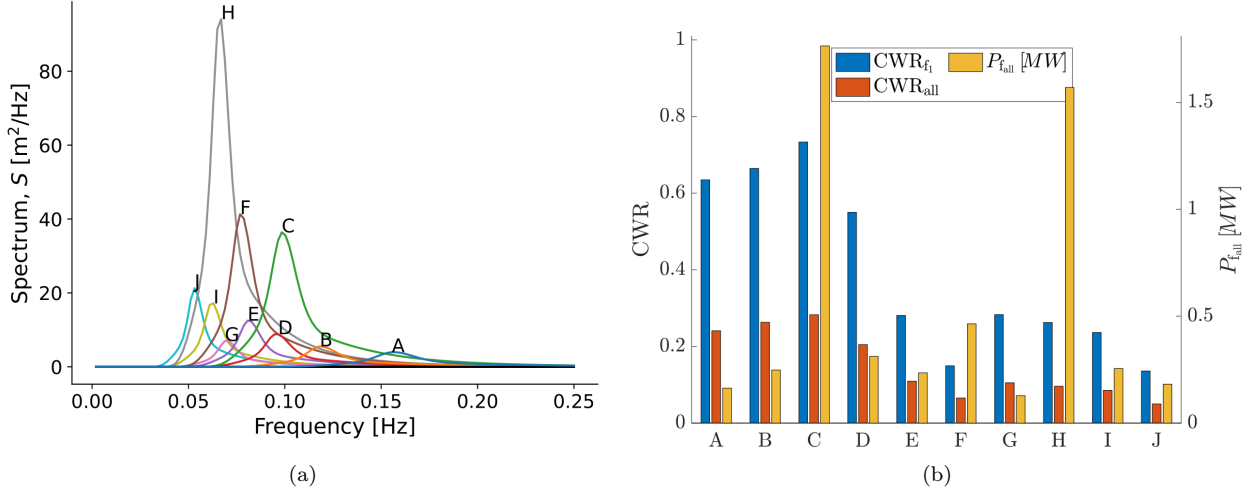 H
F
C
J
I
G
E
D
B
A
80
60
40
20
0
Spectrum, S [m²/Hz]
0.00 0.05 0.10 0.15 0.20 0.25
Frequency [Hz]
(a)
CWR_f₁ P_f_all [MW]
CWR_all
1
0.8
0.6
0.4
0.2
0
CWR
1.5
1
0.5
0
P_f_all [MW]
A B C D E F G H I J
(b)